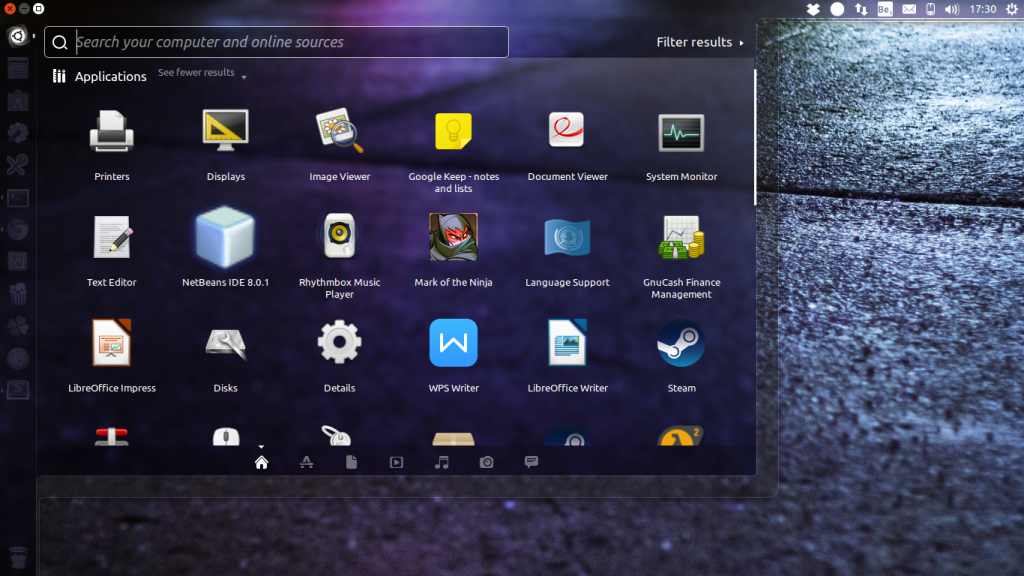 Be,
17:30
Search your computer and online sources
Filter results
Applications
See fewer results
Printers
Displays
Image Viewer
Google Keep - notes
and lists
Document Viewer
System Monitor
Text Editor
NetBeans IDE 8.0.1
Rhythmbox Music
Player
Mark of the Ninja
Language Support
GnuCash Finance
Management
LibreOffice Impress
Disks
Details
WPS Writer
LibreOffice Writer
Steam
2